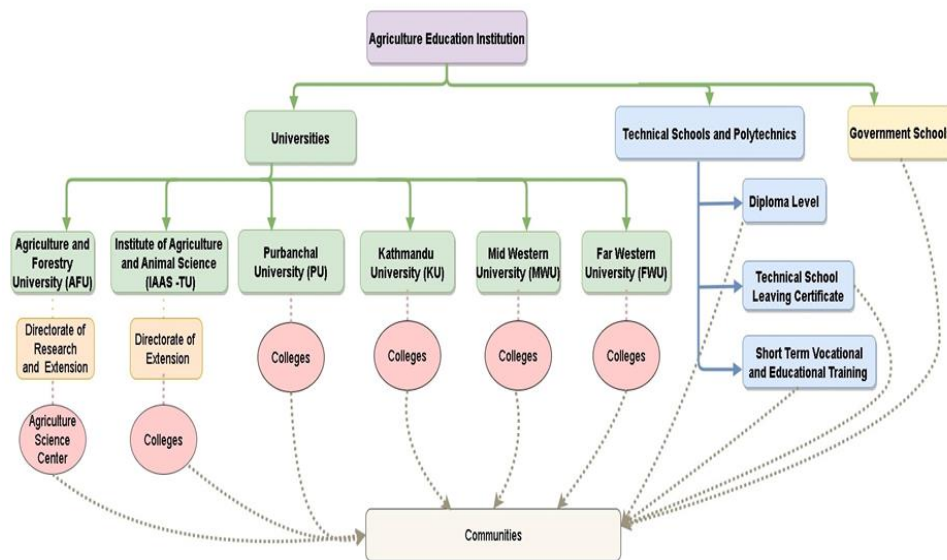 Agriculture Education Institution
Universities
Technical Schools and Polytechnics
Government School
Diploma Level
Agriculture and
Forestry
University (AFU)
Institute of Agriculture
and Animal Science
(IAAS -TU)
Purbanchal
University (PU)
Kathmandu
University (KU)
Mid Western
University (MWU)
Far Western
University (FWU)
Technical School
Leaving Certificate
Directorate of
Research
and Extension
Directorate of
Extension
Colleges
Colleges
Colleges
Colleges
Short Term Vocational
and Educational Training
Agriculture
Science
Center
Colleges
Communities